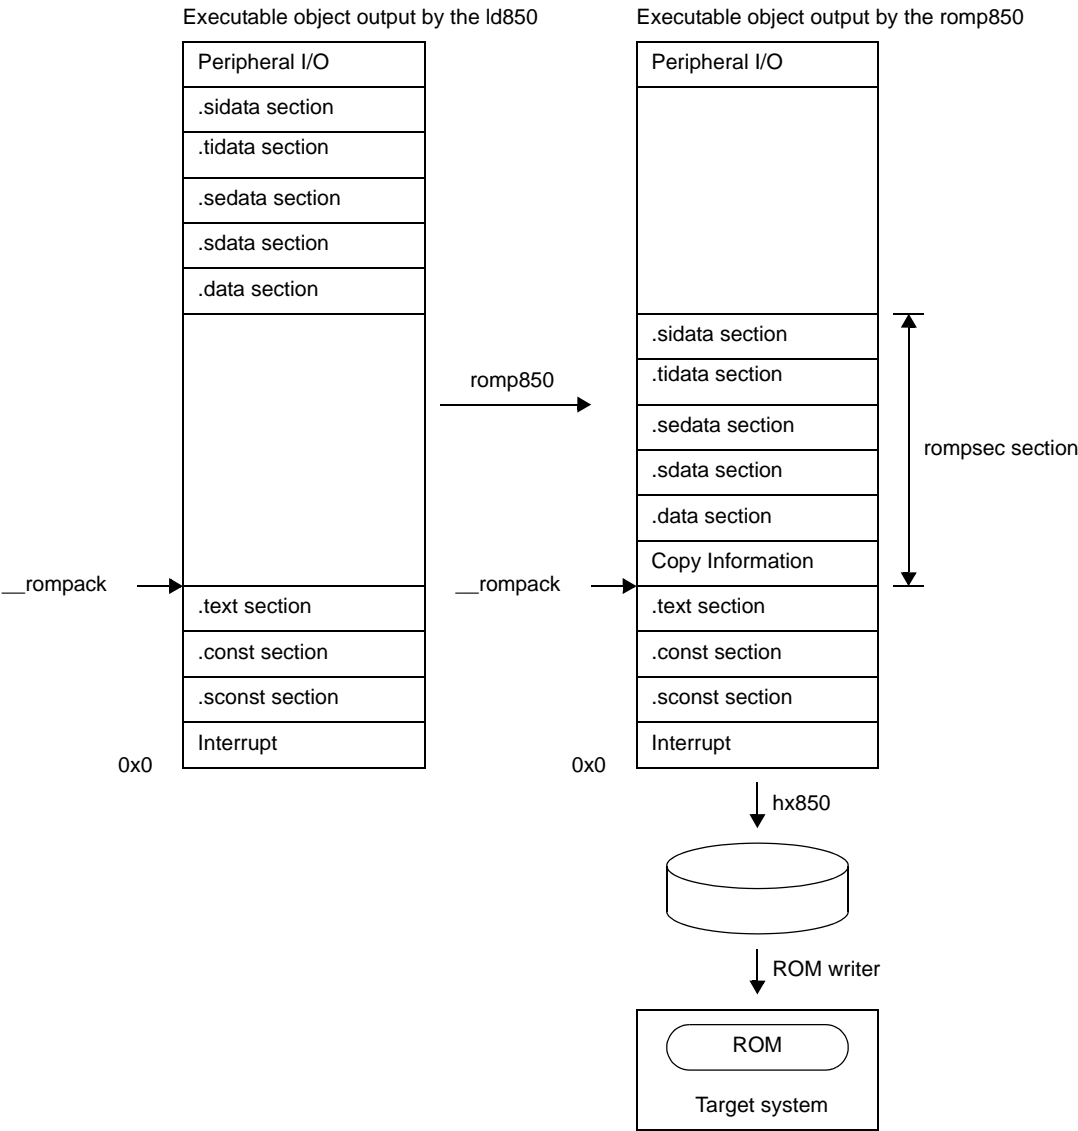 Executable object output by the ld850
Peripheral I/O
.sidata section
.tidata section
.sedata section
.sdata section
.data section
__rompack
.text section
.const section
.sconst section
Interrupt
0x0
romp850
Executable object output by the romp850
Peripheral I/O
.sidata section
.tidata section
.sedata section
.sdata section
.data section
Copy Information
rompsec section
__rompack
.text section
.const section
.sconst section
Interrupt
0x0
hx850
ROM writer
ROM
Target system